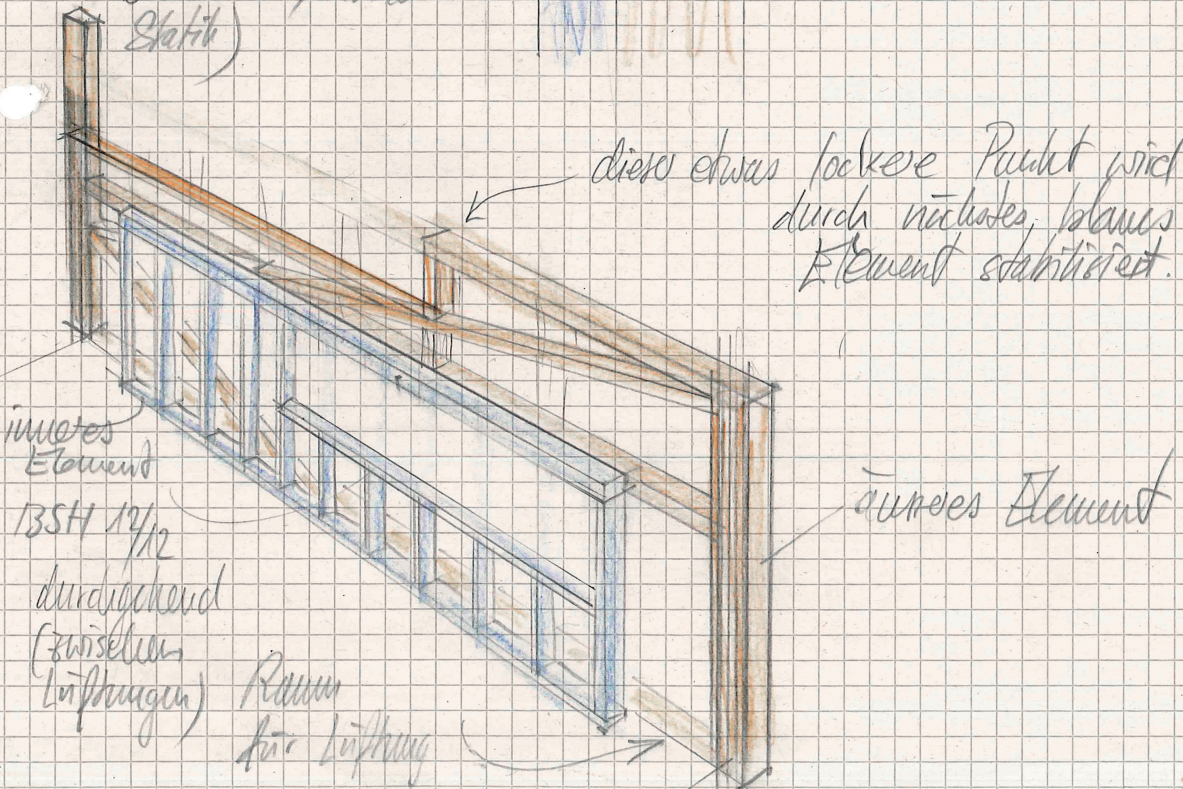 Statik)
dieser etwas lockere Punkt wird
durch nächstes, blaues
Element stabilisiert.
inneres
Element
äusseres Element
BSH 12/12
durchgehend
(zwischen
Lüftungen)
Raum
für Lüftung